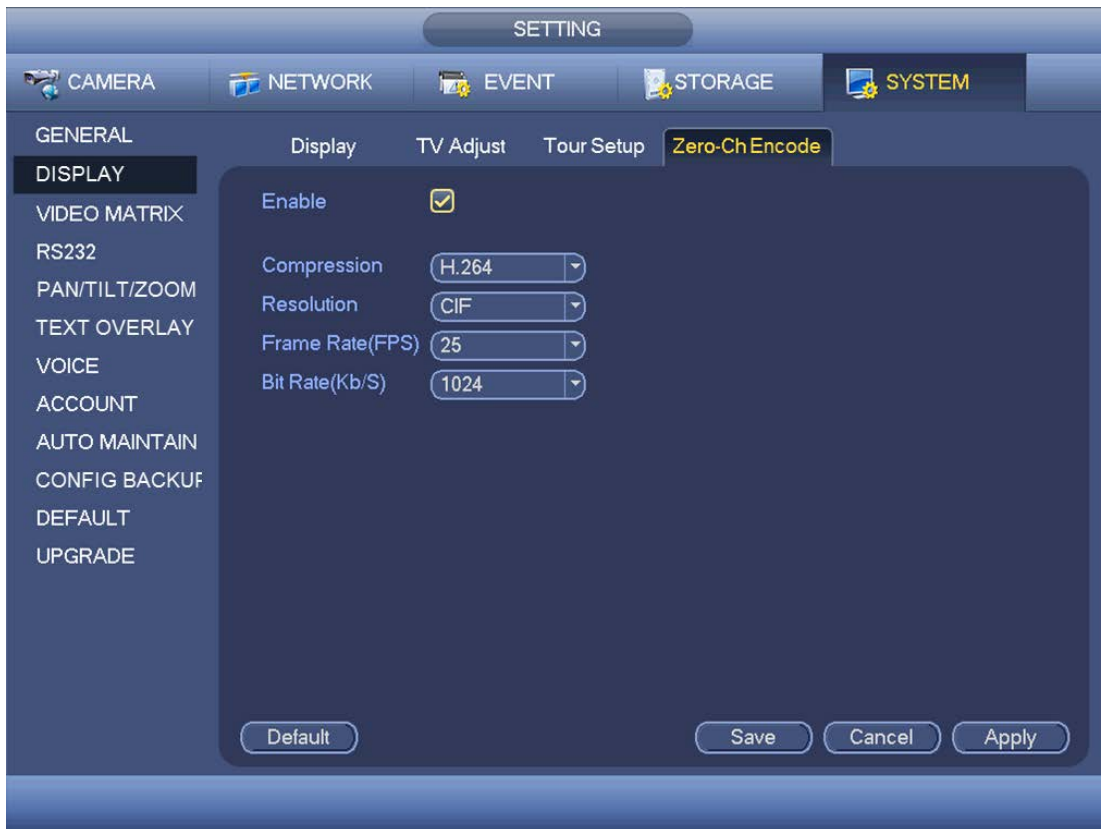 SETTING
CAMERA NETWORK EVENT STORAGE SYSTEM
GENERAL
DISPLAY
VIDEO MATRIX
RS232
PAN/TILT/ZOOM
TEXT OVERLAY
VOICE
ACCOUNT
AUTO MAINTAIN
CONFIG BACKUP
DEFAULT
UPGRADE
Display TV Adjust Tour Setup Zero-Ch Encode
Enable
Compression H.264
Resolution CIF
Frame Rate(FPS) 25
Bit Rate(Kb/S) 1024
Default Save Cancel Apply